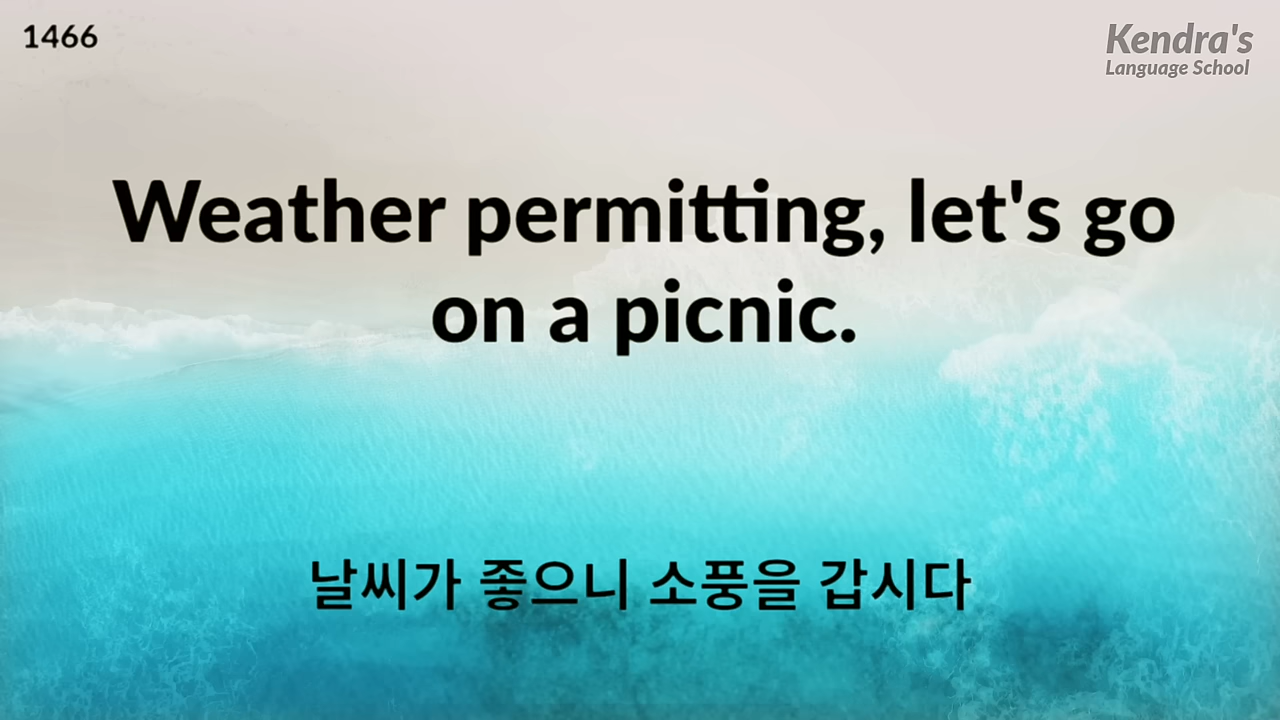 1466
Kendra's
Language School
Weather permitting, let's go
on a picnic.
날씨가 좋으니 소풍을 갑시다